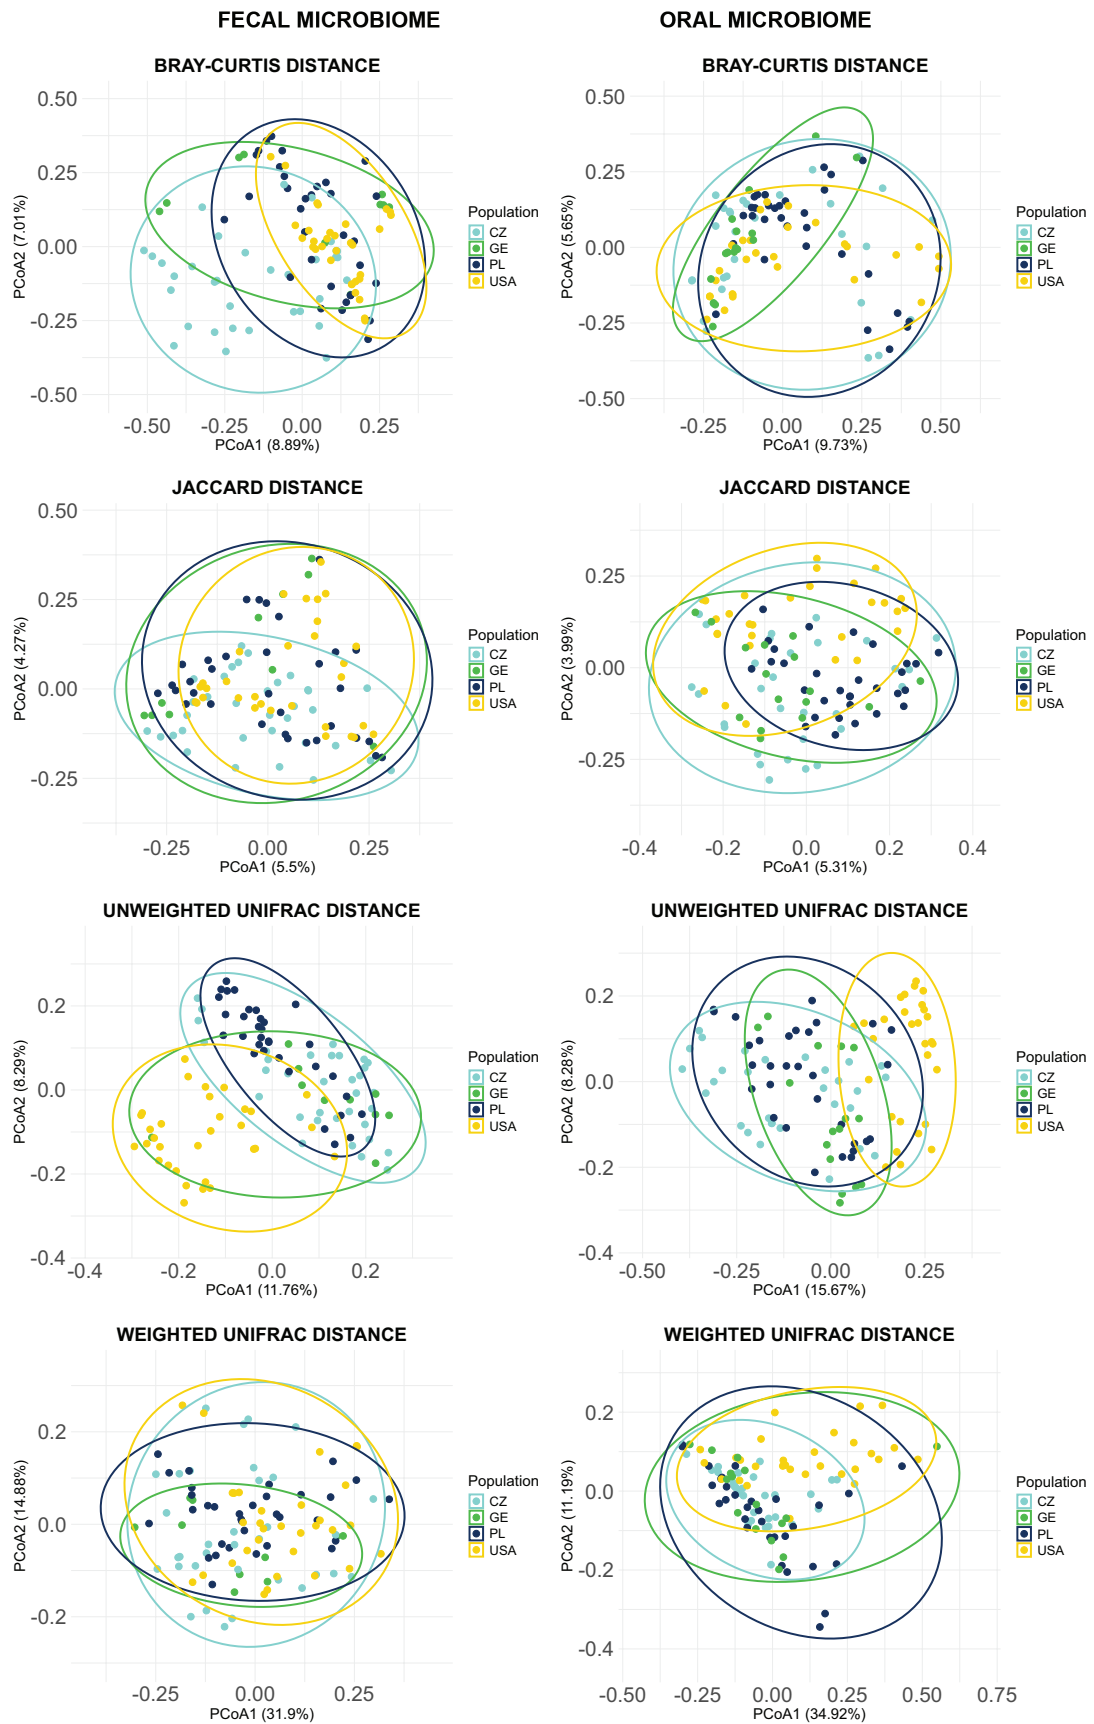 FECAL MICROBIOME
ORAL MICROBIOME
BRAY-CURTIS DISTANCE
0.50
0.25
0.00
-0.25
-0.50
PCoA2 (7.01%)
-0.50 -0.25 0.00 0.25
PCoA1 (8.89%)
Population
CZ
GE
PL
USA
BRAY-CURTIS DISTANCE
0.50
0.25
0.00
-0.25
-0.50
PCoA2 (5.65%)
-0.25 0.00 0.25 0.50
PCoA1 (9.73%)
Population
CZ
GE
PL
USA
JACCARD DISTANCE
0.50
0.25
0.00
-0.25
PCoA2 (4.27%)
-0.25 0.00 0.25
PCoA1 (5.5%)
Population
CZ
GE
PL
USA
JACCARD DISTANCE
0.25
0.00
-0.25
PCoA2 (3.99%)
-0.4 -0.2 0.0 0.2 0.4
PCoA1 (5.31%)
Population
CZ
GE
PL
USA
UNWEIGHTED UNIFRAC DISTANCE
0.2
0.0
-0.2
-0.4
PCoA2 (8.29%)
-0.4 -0.2 0.0 0.2
PCoA1 (11.76%)
Population
CZ
GE
PL
USA
UNWEIGHTED UNIFRAC DISTANCE
0.2
0.0
-0.2
-0.4
PCoA2 (8.28%)
-0.50 -0.25 0.00 0.25
PCoA1 (15.67%)
Population
CZ
GE
PL
USA
WEIGHTED UNIFRAC DISTANCE
0.2
0.0
-0.2
PCoA2 (14.88%)
-0.25 0.00 0.25
PCoA1 (31.9%)
Population
CZ
GE
PL
USA
WEIGHTED UNIFRAC DISTANCE
0.2
0.0
-0.2
-0.4
PCoA2 (11.19%)
-0.50 -0.25 0.00 0.25 0.50 0.75
PCoA1 (34.92%)
Population
CZ
GE
PL
USA